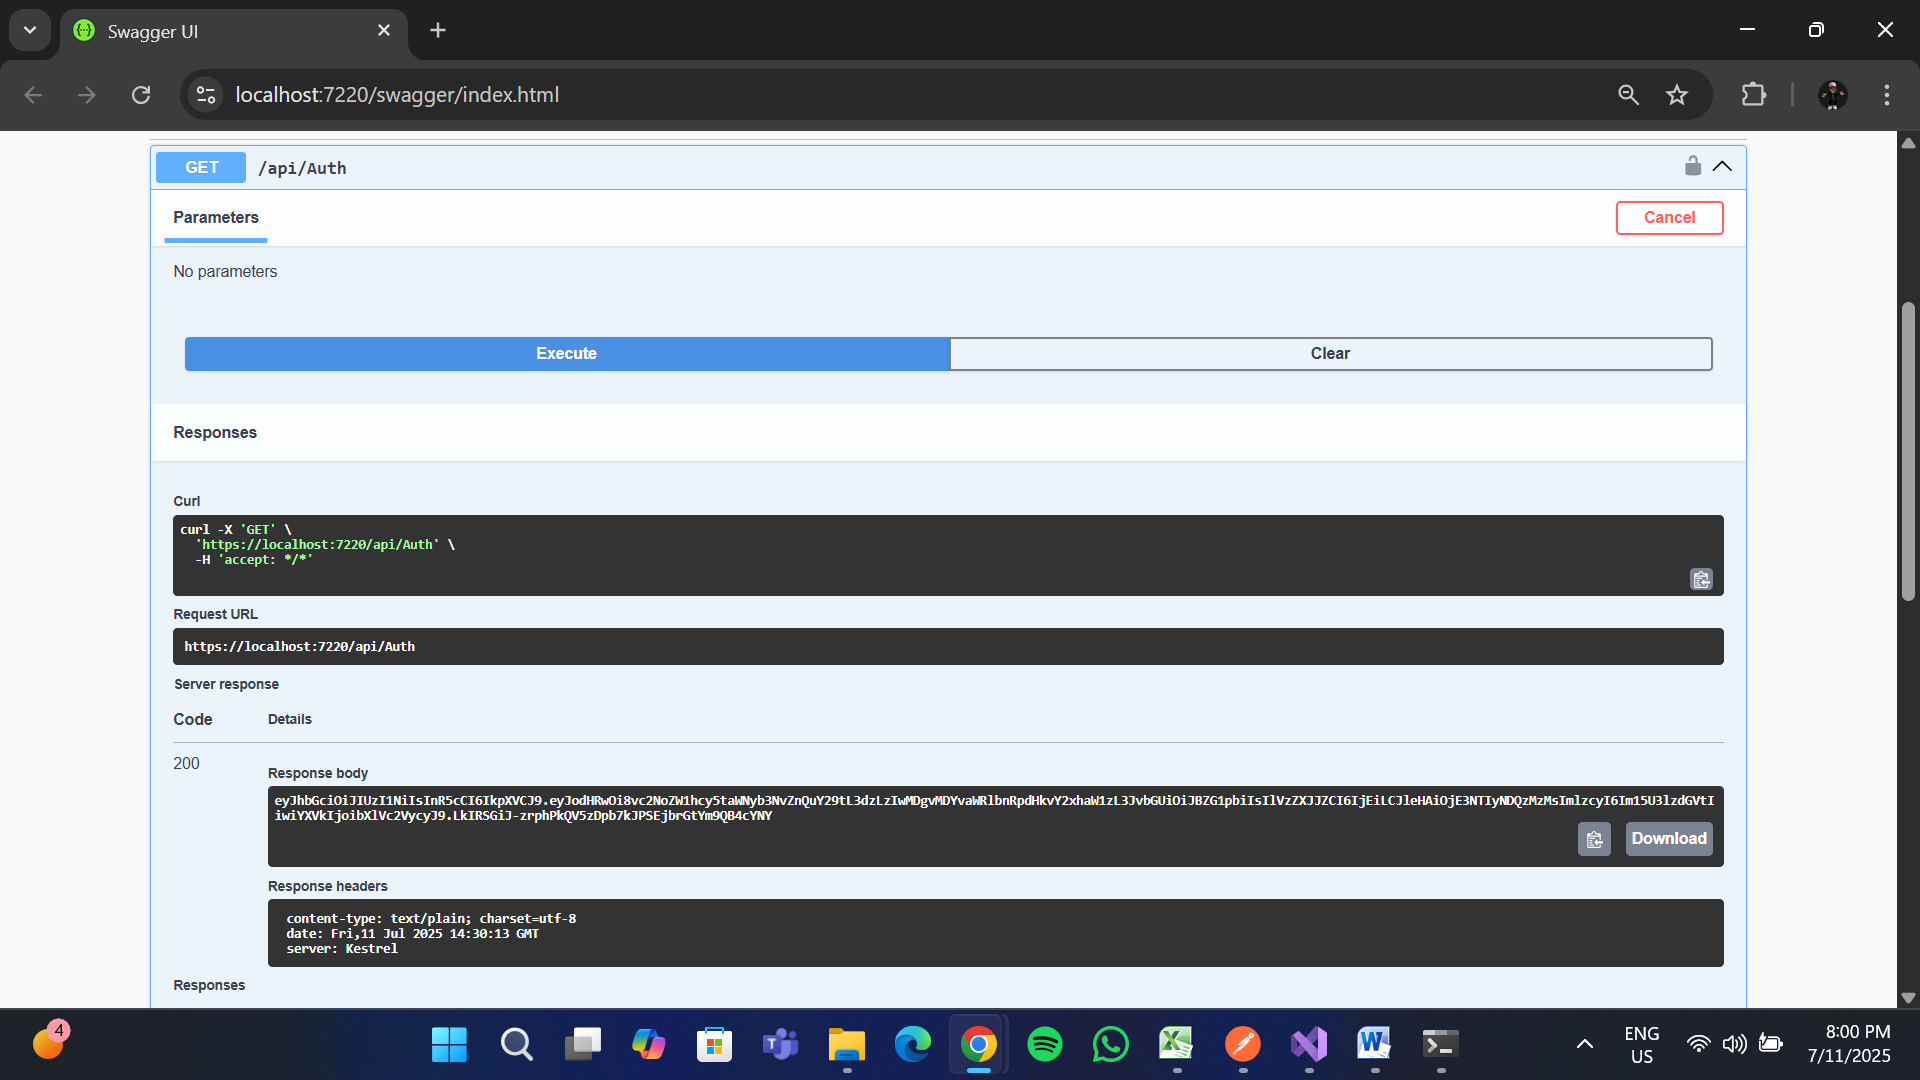 Swagger UI
localhost:7220/swagger/index.html
GET /api/Auth
Parameters
Cancel
No parameters
Execute
Clear
Responses
Curl
curl -X 'GET' \
'https://localhost:7220/api/Auth' \
-H 'accept: */*'
Request URL
https://localhost:7220/api/Auth
Server response
Code Details
200
Response body
eyJhbGciOiJIUzI1NiIsInR5cCI6IkpXVCJ9.eyJodHRwOi8vc2NoZW1hcy5taWNyb3NvZnQuY29tL3dzLzIwMDgvMDYvaWRlbnRpdHkvY2xhaW1zL3JvbGUiOiJBZG1pbiIsIlVzZXJJZCI6IjEiLCJleHAiOjE3NTIyNDQzMzMsImlzcyI6Im15U3lzdGVtI
iwiYXVkIjoibXlVc2VycyJ9.LkIRSGiJ-zrphPkQV5zDpb7kJPSEjbrGtYm9QB4cYNY
Download
Response headers
content-type: text/plain; charset=utf-8
date: Fri,11 Jul 2025 14:30:13 GMT
server: Kestrel
Responses
4
ENG
US
8:00 PM
7/11/2025